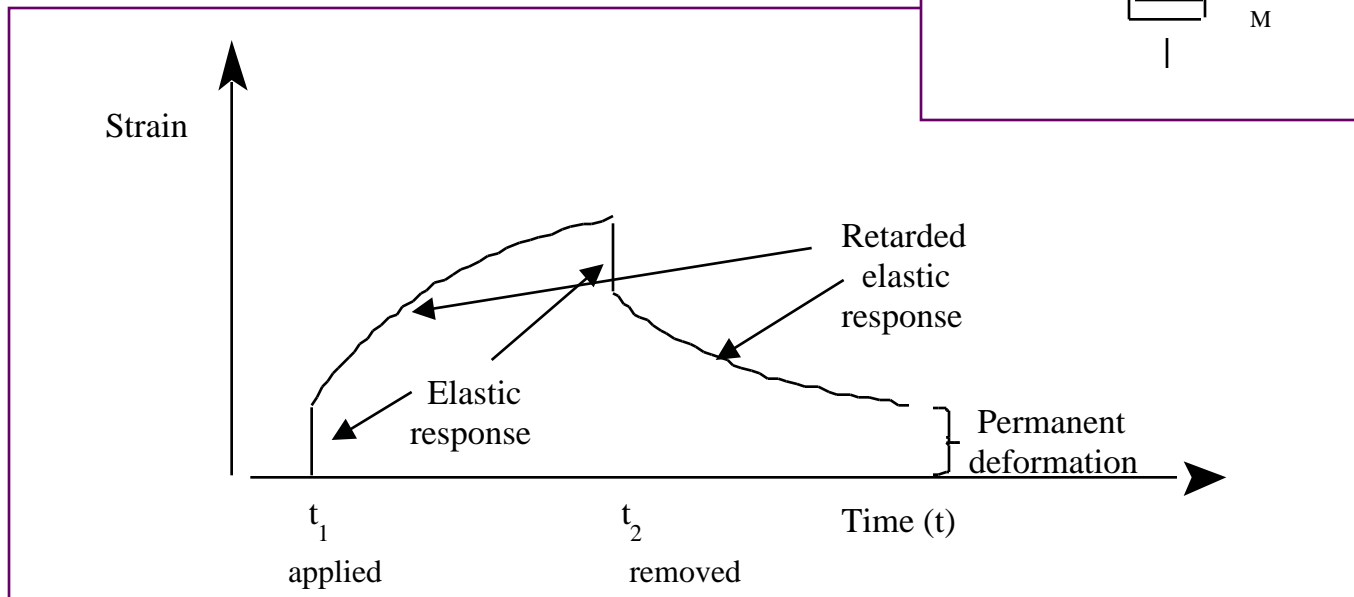 M
Strain
Retarded
elastic
response
Elastic
response
Permanent
deformation
t1
t2
Time (t)
applied
removed